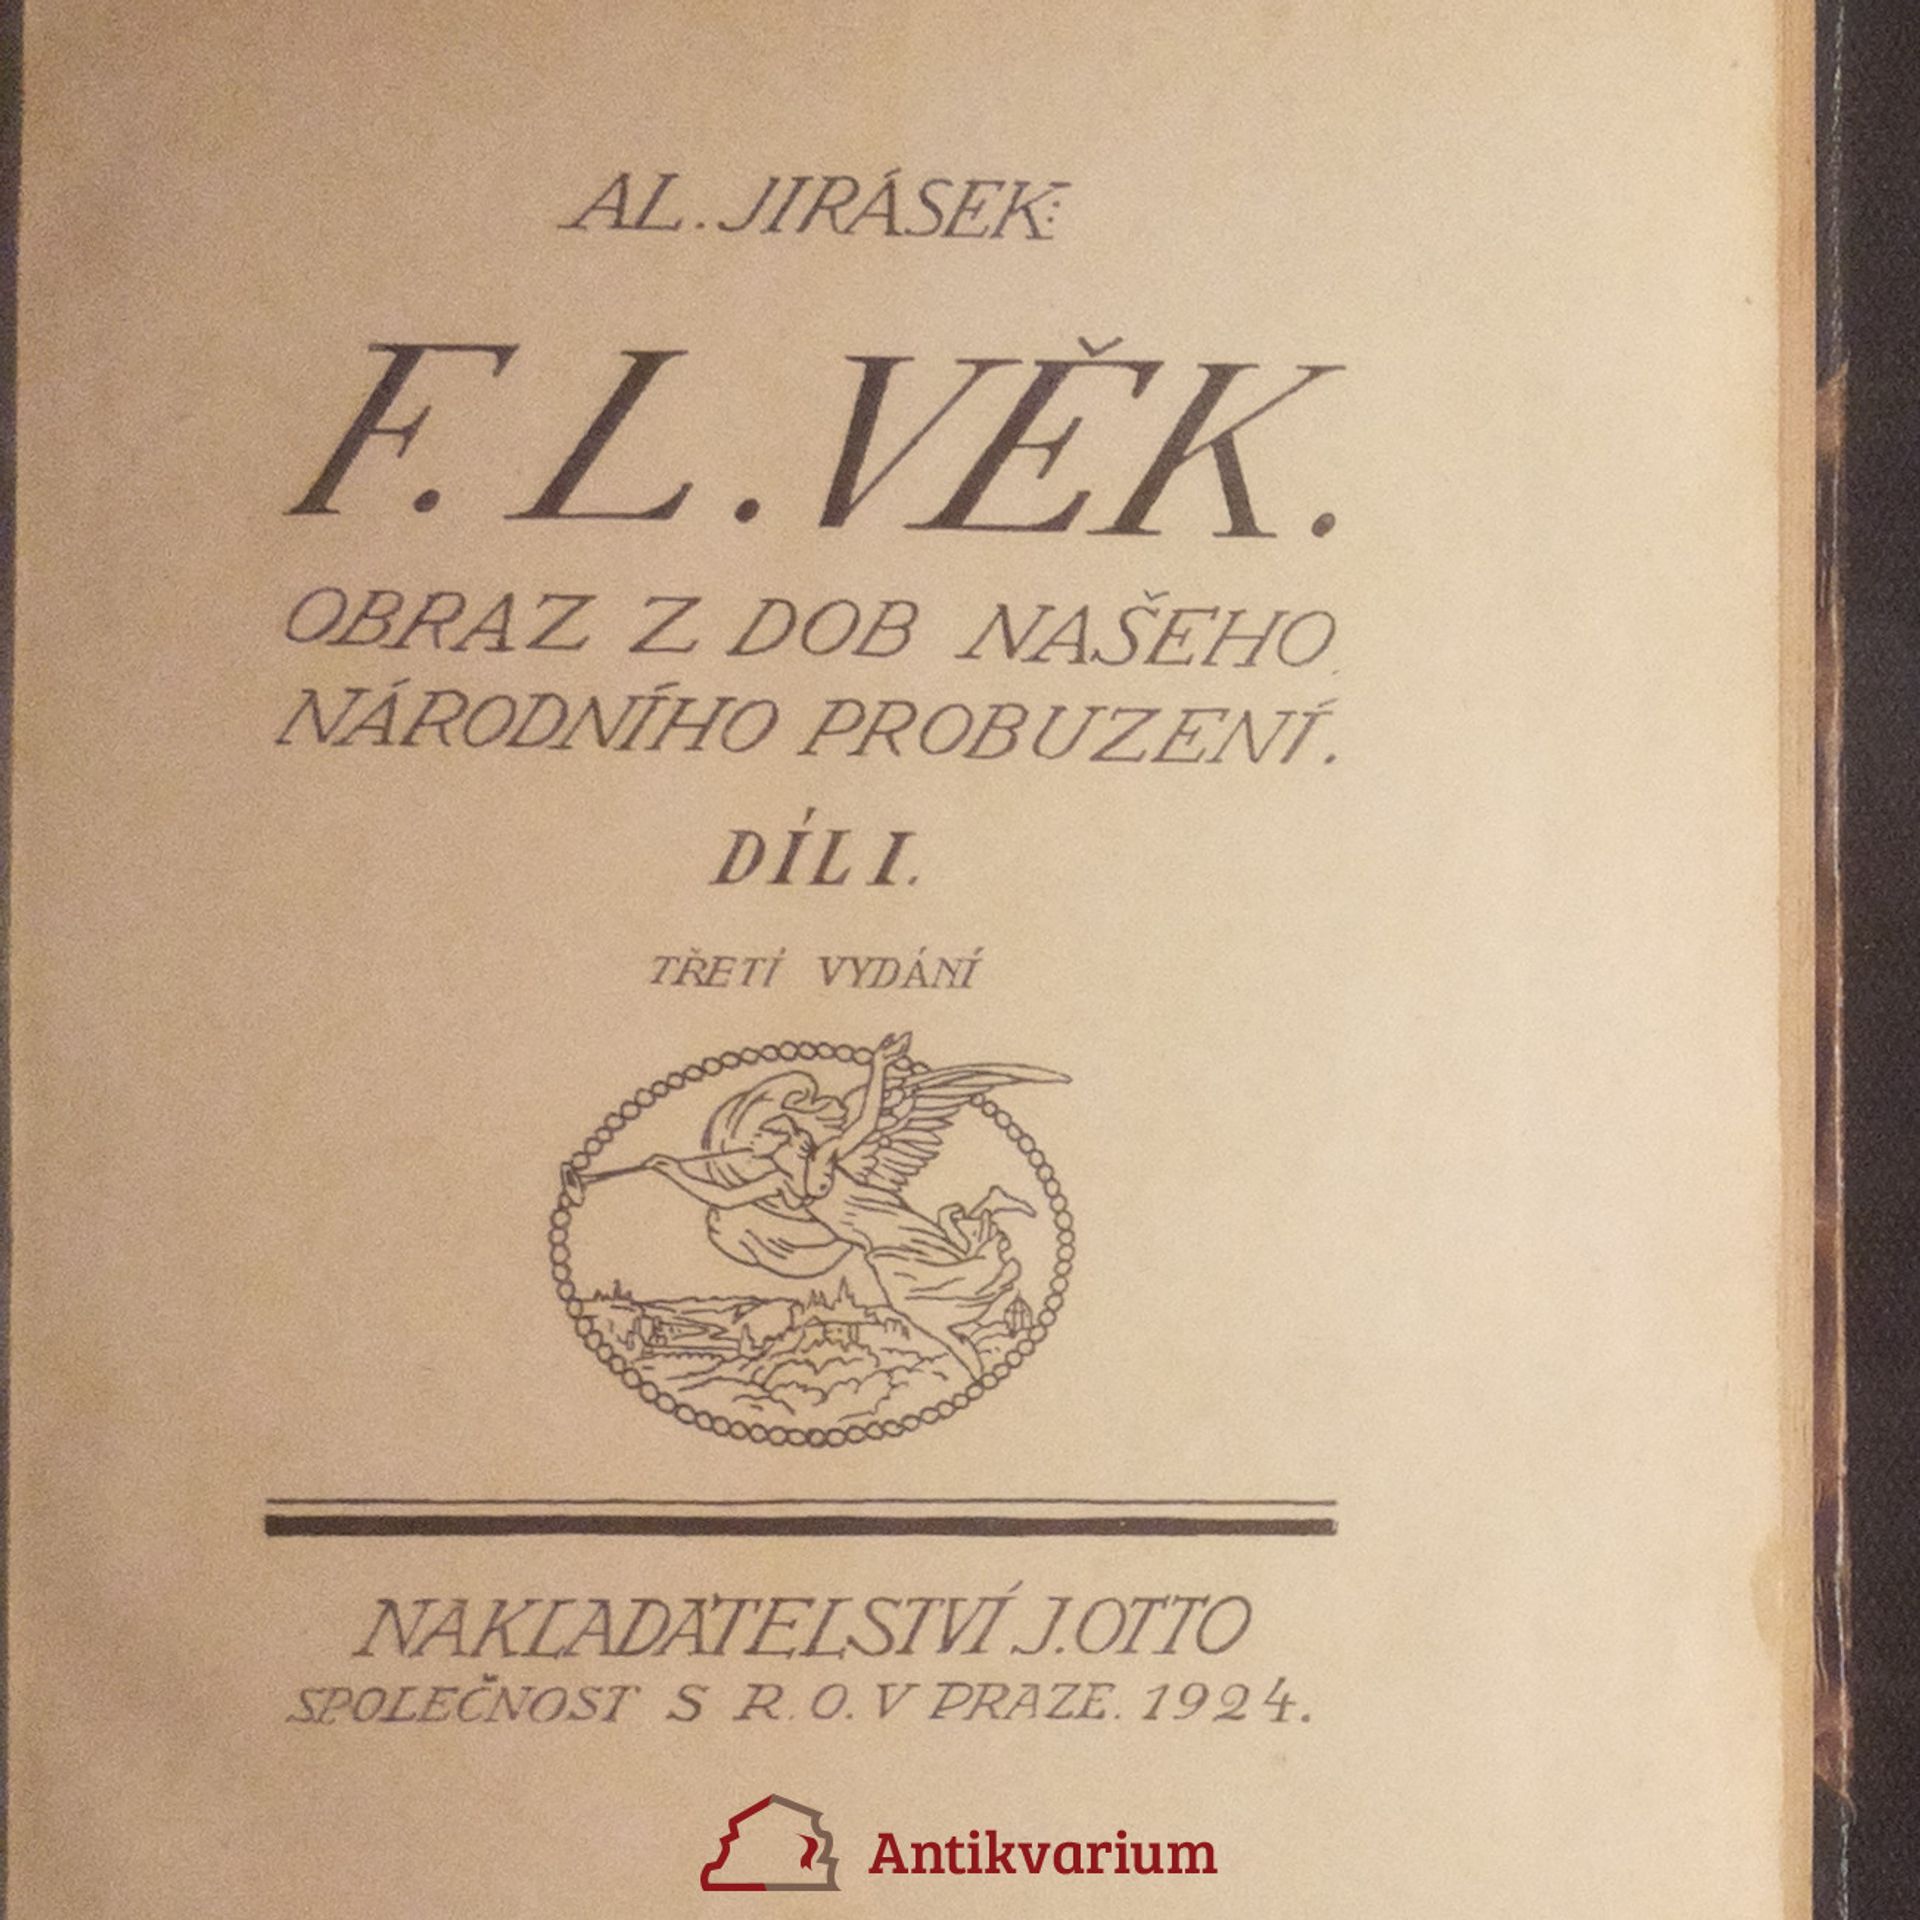 AL. JIRÁSEK:
F. L. VĚK.
OBRAZ Z DOB NAŠEHO
NÁRODNÍHO PROBUZENÍ.
DÍL I.
TŘETÍ VYDÁNÍ
NAKLADATELSTVÍ J. OTTO
SPOLEČNOST S R. O. V PRAZE. 1924.
Antikvarium